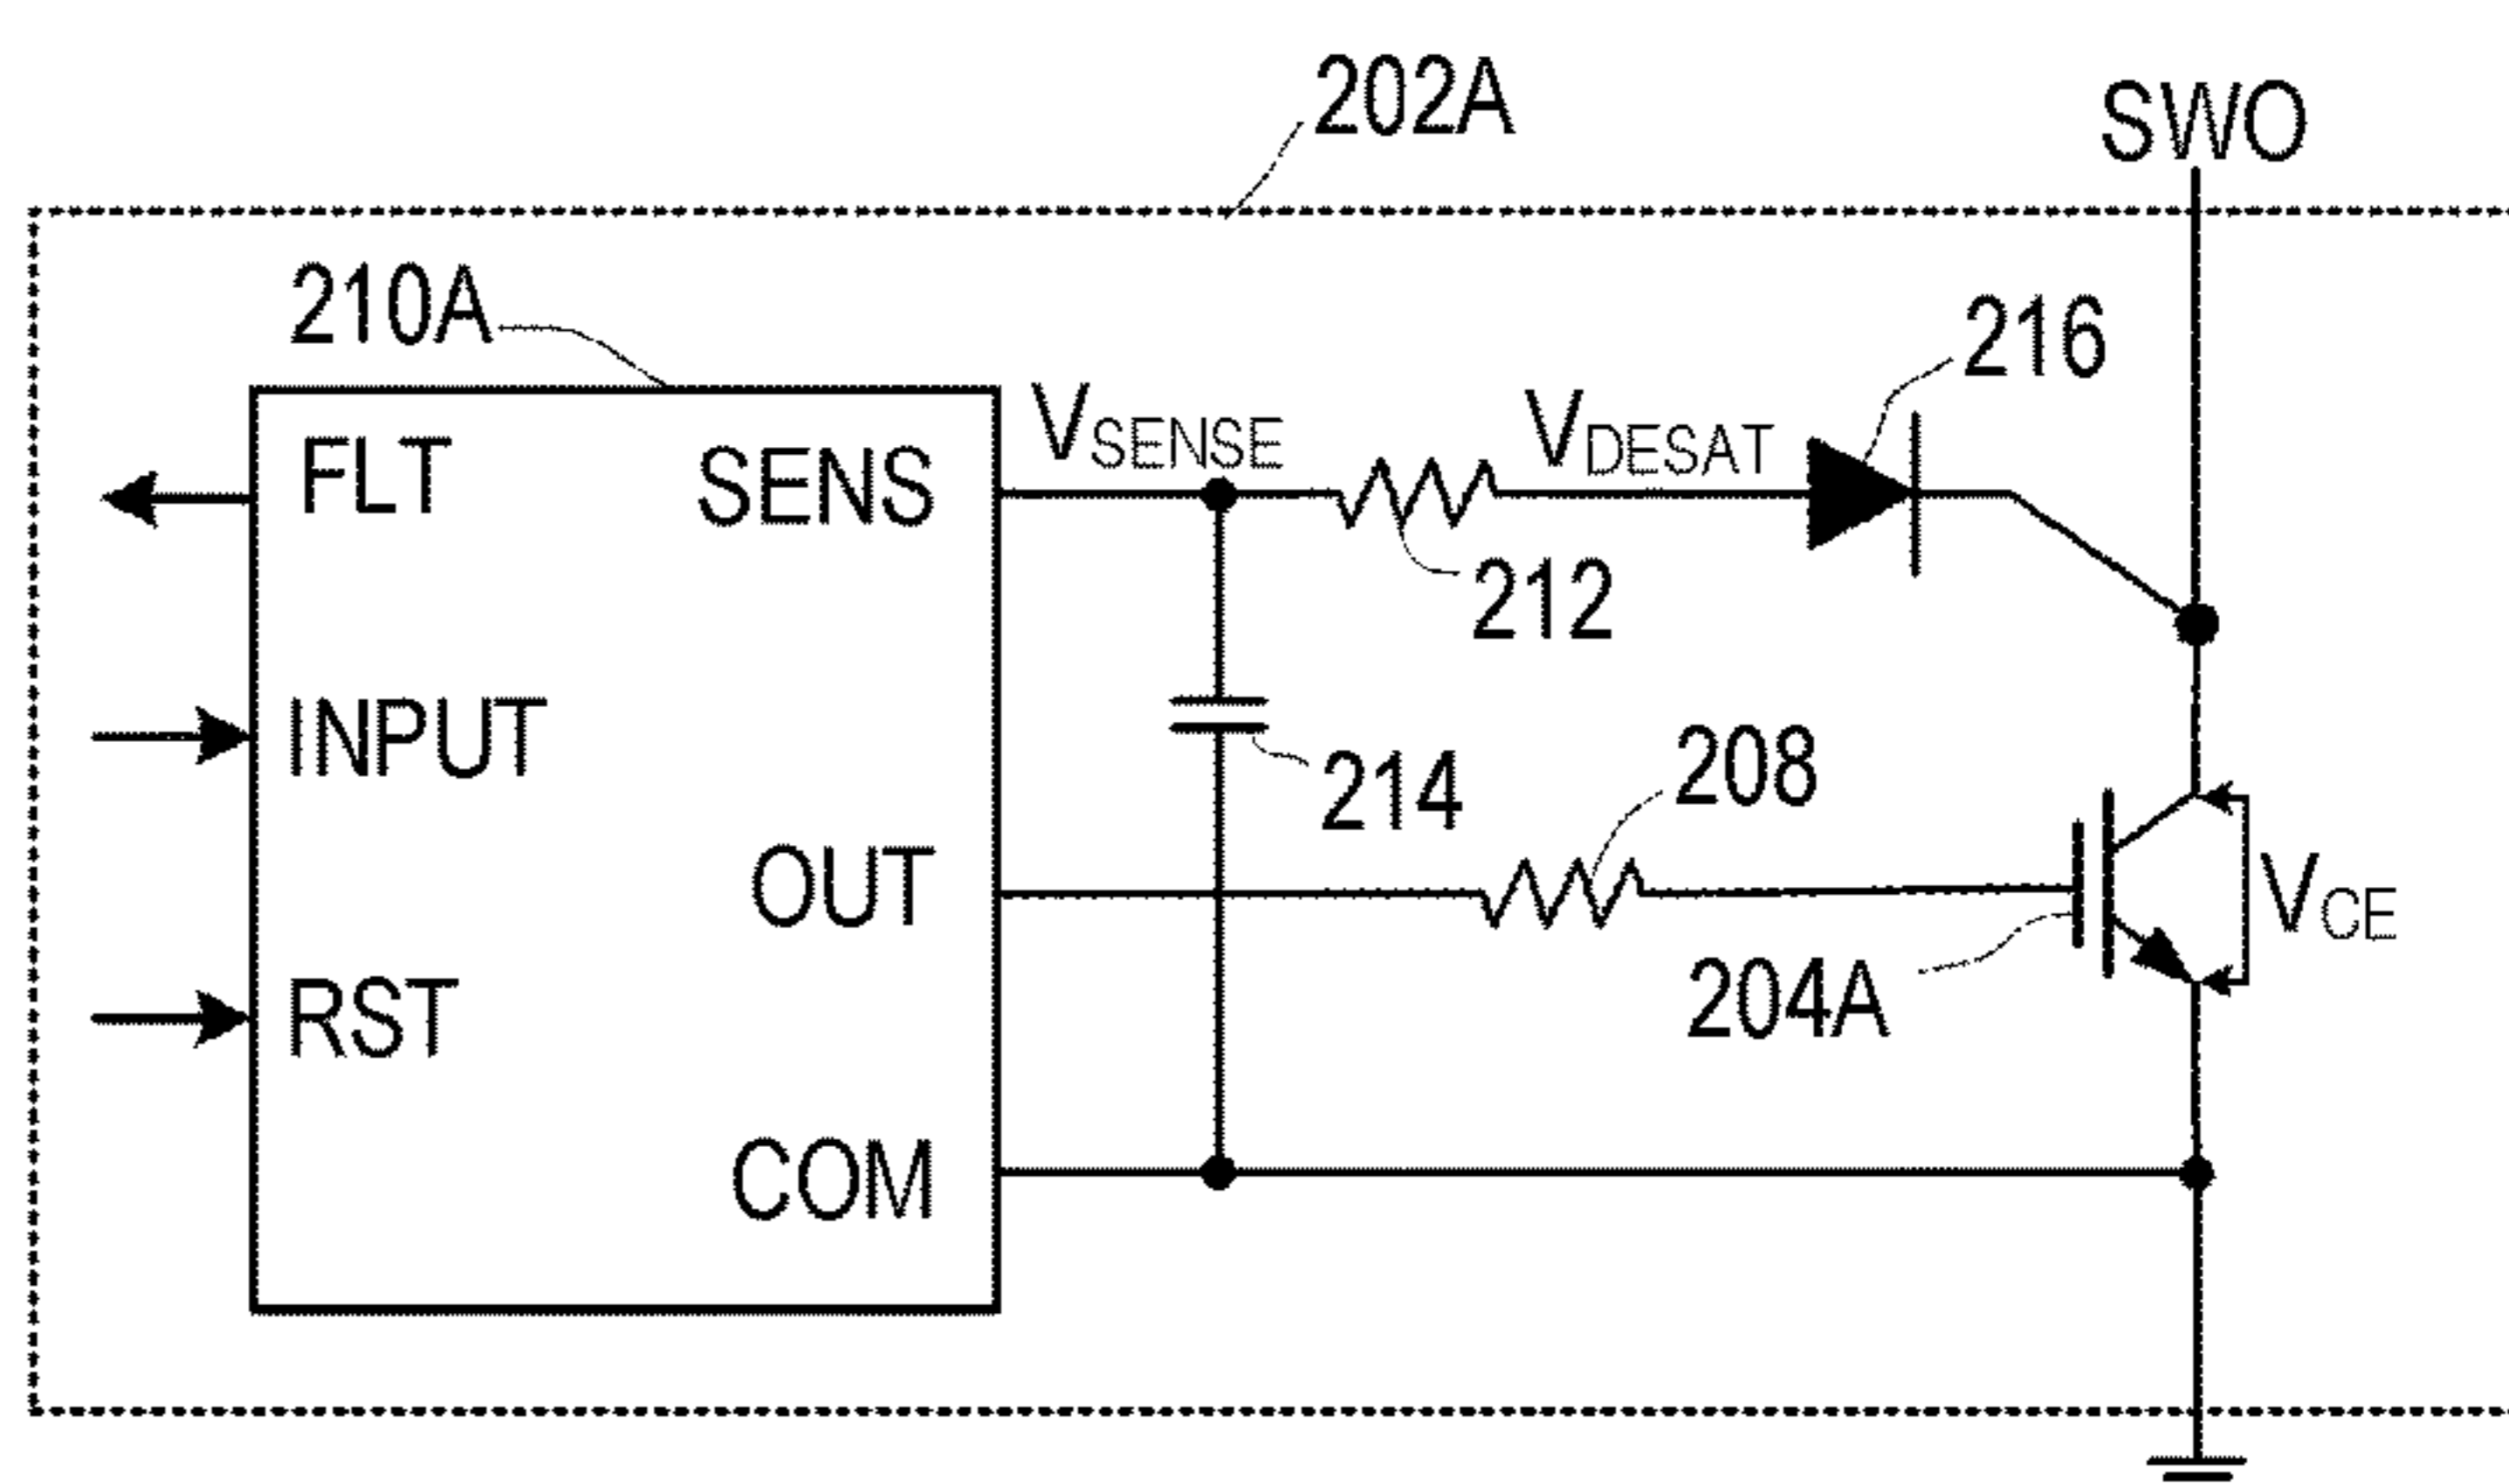 202A
SWO
210A
216
FLT
SENS
VSENSE
VDESAT
212
INPUT
214
208
OUT
VCE
204A
RST
COM